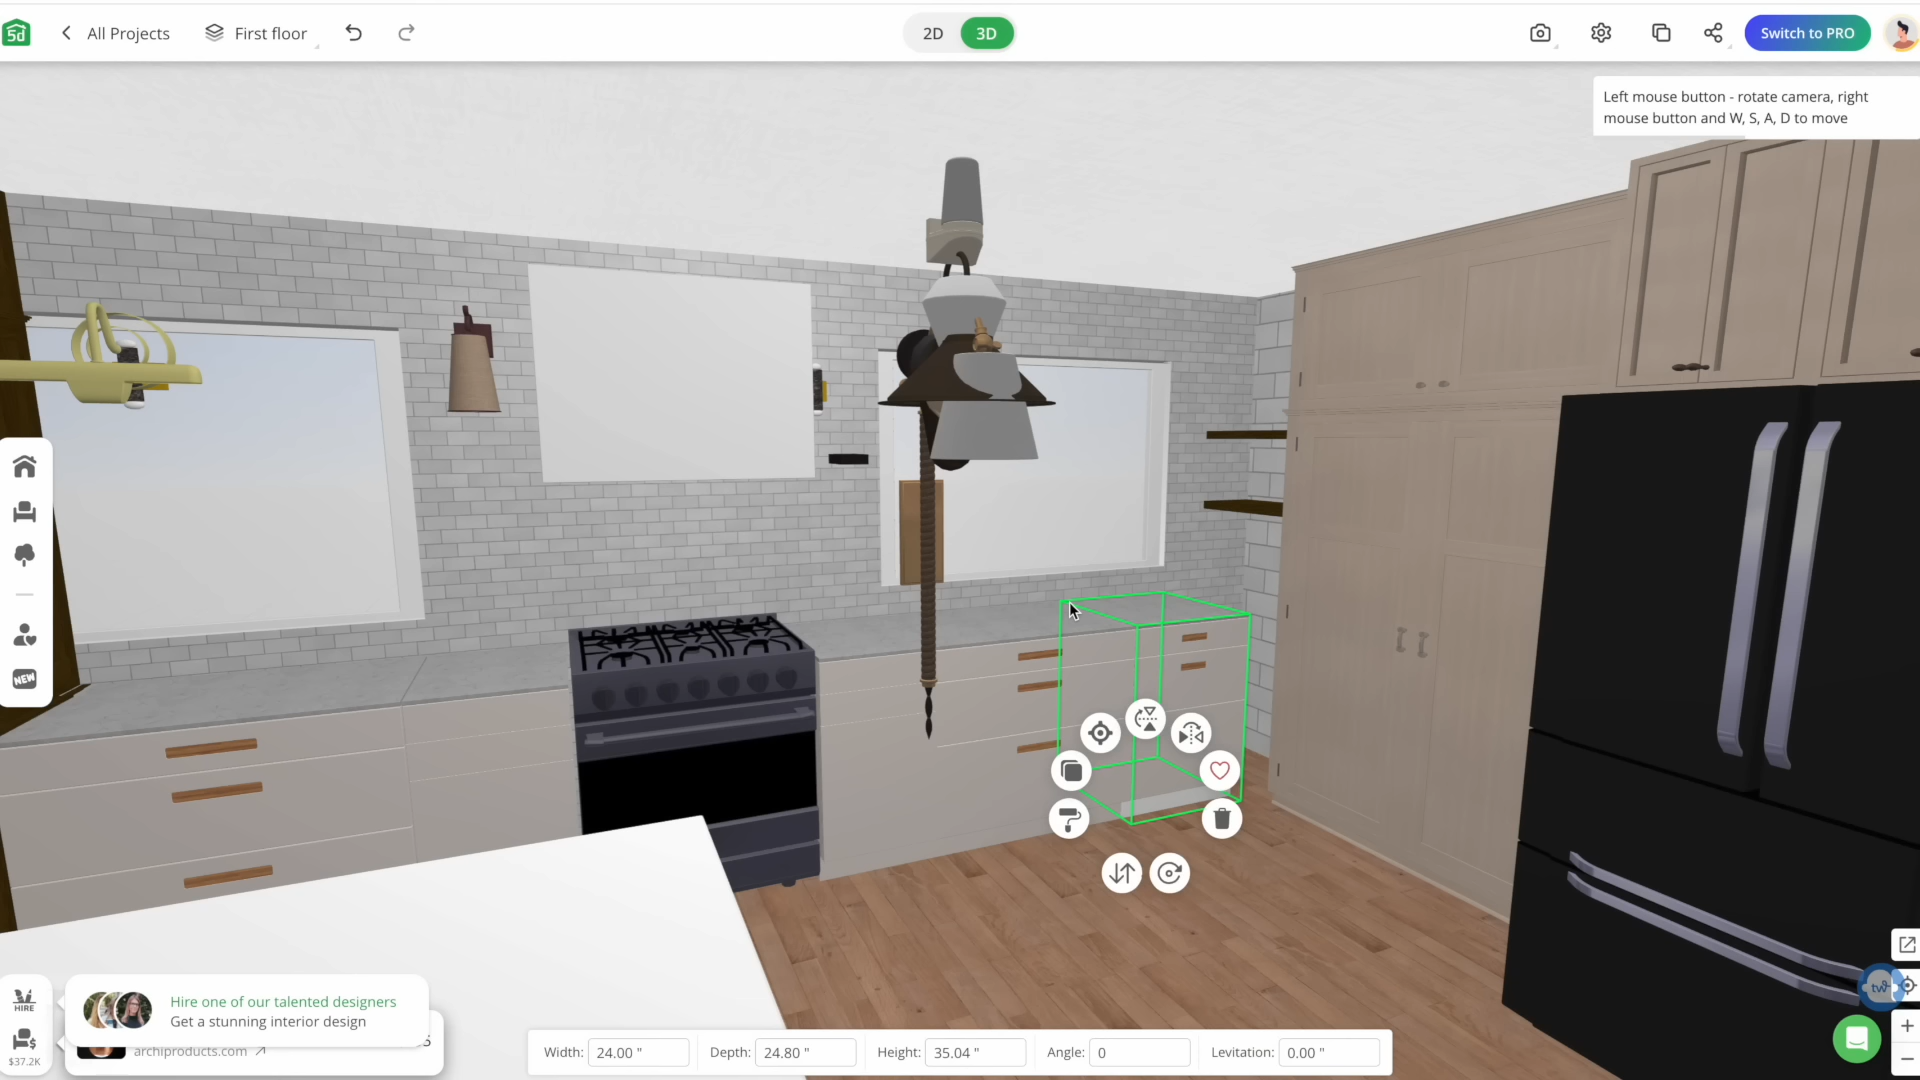 5d
All Projects
First floor
2D
3D
Switch to PRO
Left mouse button - rotate camera, right
mouse button and W, S, A, D to move
NEW
HIRE
Hire one of our talented designers
Get a stunning interior design
archiproducts.com
$37.2K
Width: 24.00 "
Depth: 24.80 "
Height: 35.04 "
Angle: 0
Levitation: 0.00 "
tw